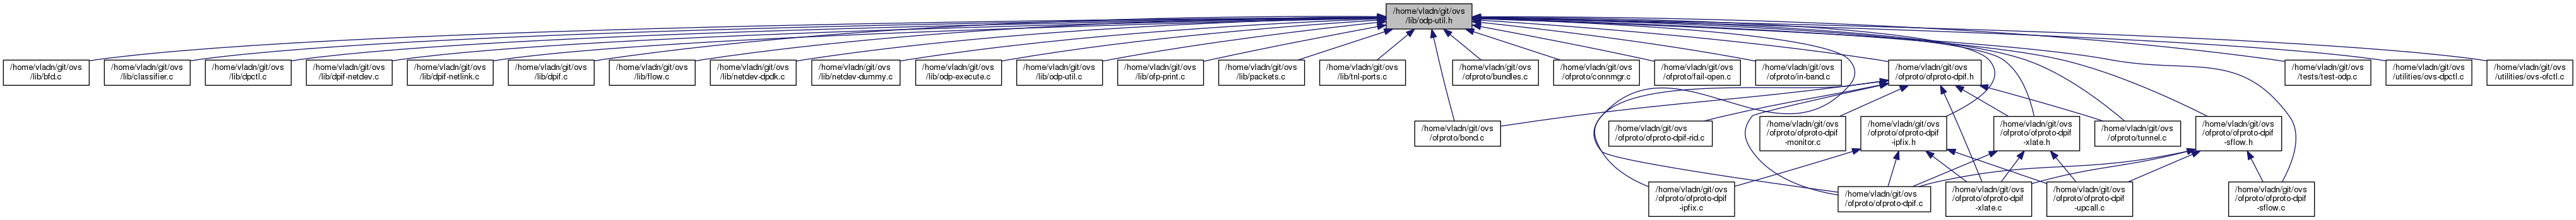 /home/vladn/git/ovs
/lib/odp-util.h
/home/vladn/git/ovs
/lib/bfd.c
/home/vladn/git/ovs
/lib/classifier.c
/home/vladn/git/ovs
/lib/dpctl.c
/home/vladn/git/ovs
/lib/dpif-netdev.c
/home/vladn/git/ovs
/lib/dpif-netlink.c
/home/vladn/git/ovs
/lib/dpif.c
/home/vladn/git/ovs
/lib/flow.c
/home/vladn/git/ovs
/lib/netdev-dpdk.c
/home/vladn/git/ovs
/lib/netdev-dummy.c
/home/vladn/git/ovs
/lib/odp-execute.c
/home/vladn/git/ovs
/lib/odp-util.c
/home/vladn/git/ovs
/lib/ofp-print.c
/home/vladn/git/ovs
/lib/packets.c
/home/vladn/git/ovs
/lib/tnl-ports.c
/home/vladn/git/ovs
/ofproto/bundles.c
/home/vladn/git/ovs
/ofproto/connmgr.c
/home/vladn/git/ovs
/ofproto/fail-open.c
/home/vladn/git/ovs
/ofproto/in-band.c
/home/vladn/git/ovs
/ofproto/ofproto-dpif.h
/home/vladn/git/ovs
/tests/test-odp.c
/home/vladn/git/ovs
/utilities/ovs-dpctl.c
/home/vladn/git/ovs
/utilities/ovs-ofctl.c
/home/vladn/git/ovs
/ofproto/bond.c
/home/vladn/git/ovs
/ofproto/ofproto-dpif-rid.c
/home/vladn/git/ovs
/ofproto/ofproto-dpif
-monitor.c
/home/vladn/git/ovs
/ofproto/ofproto-dpif
-ipfix.h
/home/vladn/git/ovs
/ofproto/ofproto-dpif
-xlate.h
/home/vladn/git/ovs
/ofproto/tunnel.c
/home/vladn/git/ovs
/ofproto/ofproto-dpif
-sflow.h
/home/vladn/git/ovs
/ofproto/ofproto-dpif
-ipfix.c
/home/vladn/git/ovs
/ofproto/ofproto-dpif.c
/home/vladn/git/ovs
/ofproto/ofproto-dpif
-xlate.c
/home/vladn/git/ovs
/ofproto/ofproto-dpif
-upcall.c
/home/vladn/git/ovs
/ofproto/ofproto-dpif
-sflow.c